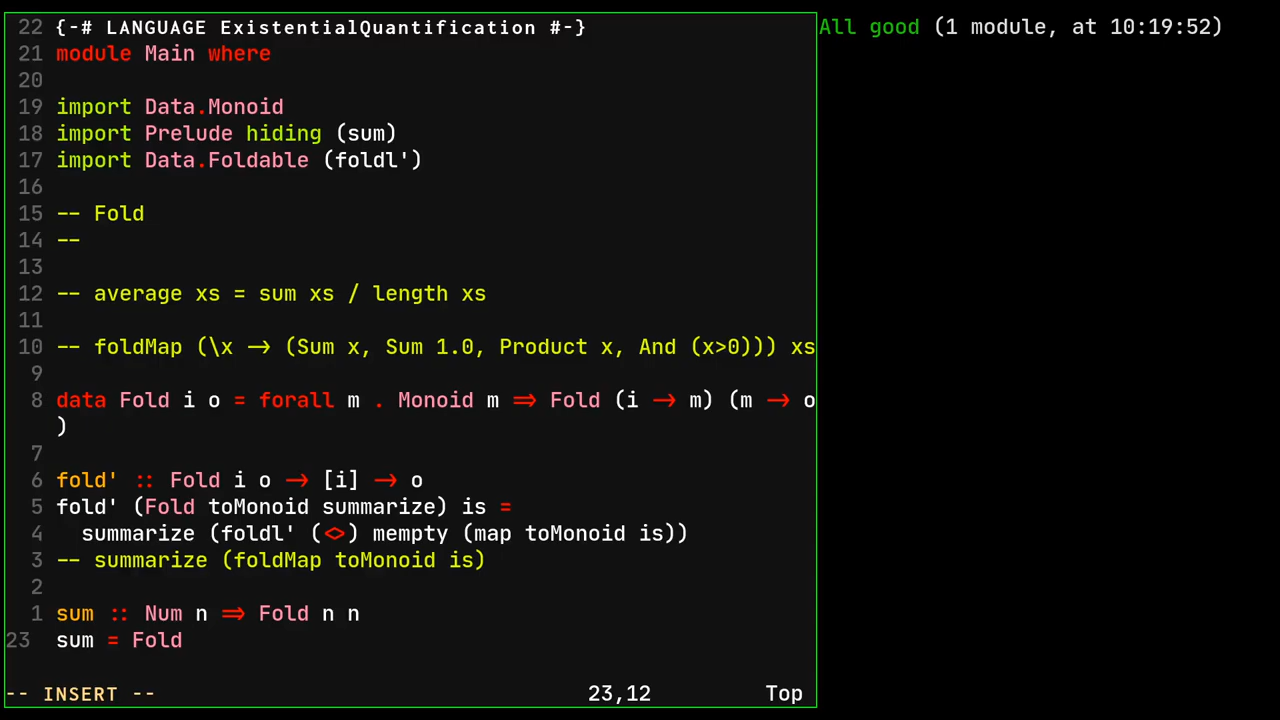 22 {-# LANGUAGE ExistentialQuantification #-}
All good (1 module, at 10:19:52)
21 module Main where
20
19 import Data.Monoid
18 import Prelude hiding (sum)
17 import Data.Foldable (foldl')
16
15 -- Fold
14 --
13
12 -- average xs = sum xs / length xs
11
10 -- foldMap (\x -> (Sum x, Sum 1.0, Product x, And (x>0))) xs
9
8 data Fold i o = forall m . Monoid m => Fold (i -> m) (m -> o
)
7
6 fold' :: Fold i o -> [i] -> o
5 fold' (Fold toMonoid summarize) is =
4 summarize (foldl' (<>) mempty (map toMonoid is))
3 -- summarize (foldMap toMonoid is)
2
1 sum :: Num n => Fold n n
23 sum = Fold
-- INSERT -- 23,12 Top